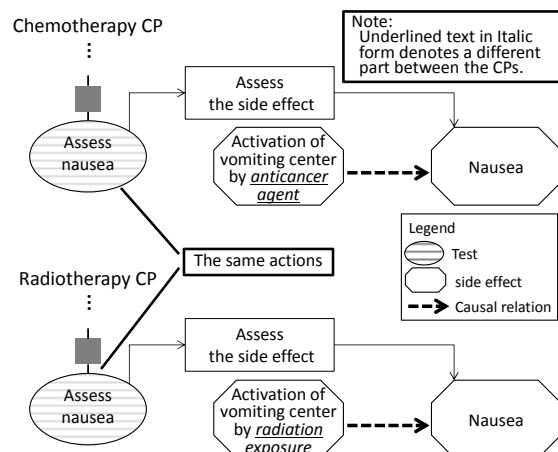 Chemotherapy CP
Note:
Underlined text in Italic
form denotes a different
part between the CPs.
Assess
the side effect
Assess
nausea
Activation of
vomiting center
by anticancer
agent
Nausea
Legend
Test
side effect
Causal relation
The same actions
Radiotherapy CP
Assess
the side effect
Assess
nausea
Activation of
vomiting center
by radiation
exposure
Nausea